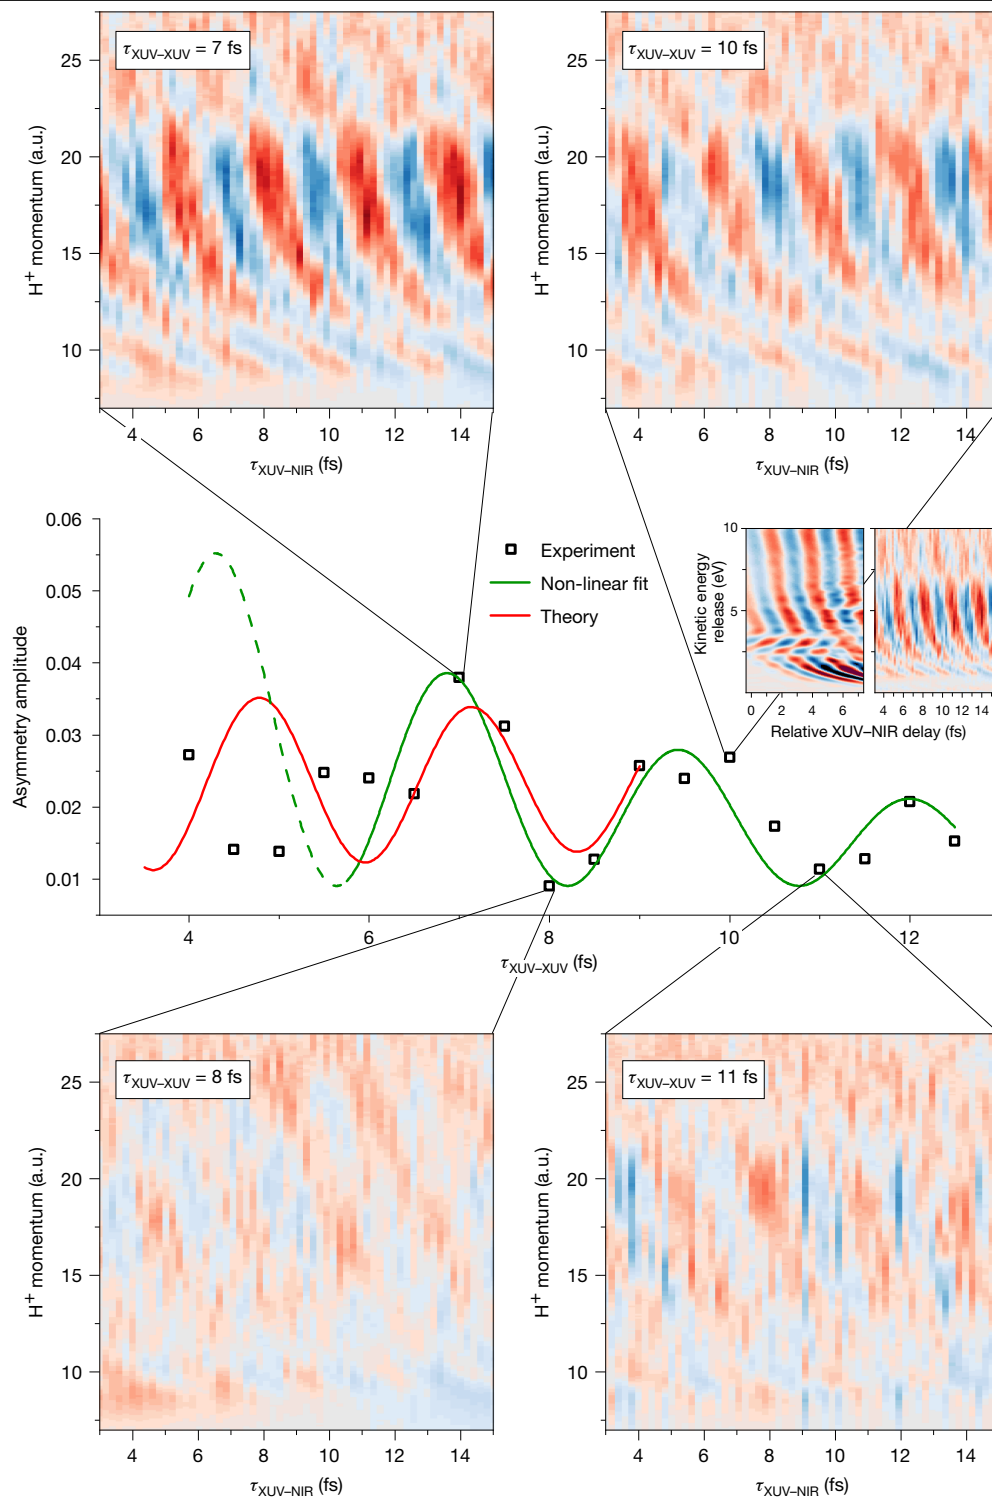 τXUV–XUV = 7 fs
25
20
15
10
H+ momentum (a.u.)
4 6 8 10 12 14
τXUV–NIR (fs)
τXUV–XUV = 10 fs
25
20
15
10
H+ momentum (a.u.)
4 6 8 10 12 14
τXUV–NIR (fs)
0.06
0.05
0.04
0.03
0.02
0.01
Asymmetry amplitude
Experiment
Non-linear fit
Theory
10
5
Kinetic energy
release (eV)
0 2 4 6
4 6 8 10 12 14
Relative XUV–NIR delay (fs)
4 6 8 10 12
τXUV–XUV (fs)
τXUV–XUV = 8 fs
25
20
15
10
H+ momentum (a.u.)
4 6 8 10 12 14
τXUV–NIR (fs)
τXUV–XUV = 11 fs
25
20
15
10
H+ momentum (a.u.)
4 6 8 10 12 14
τXUV–NIR (fs)